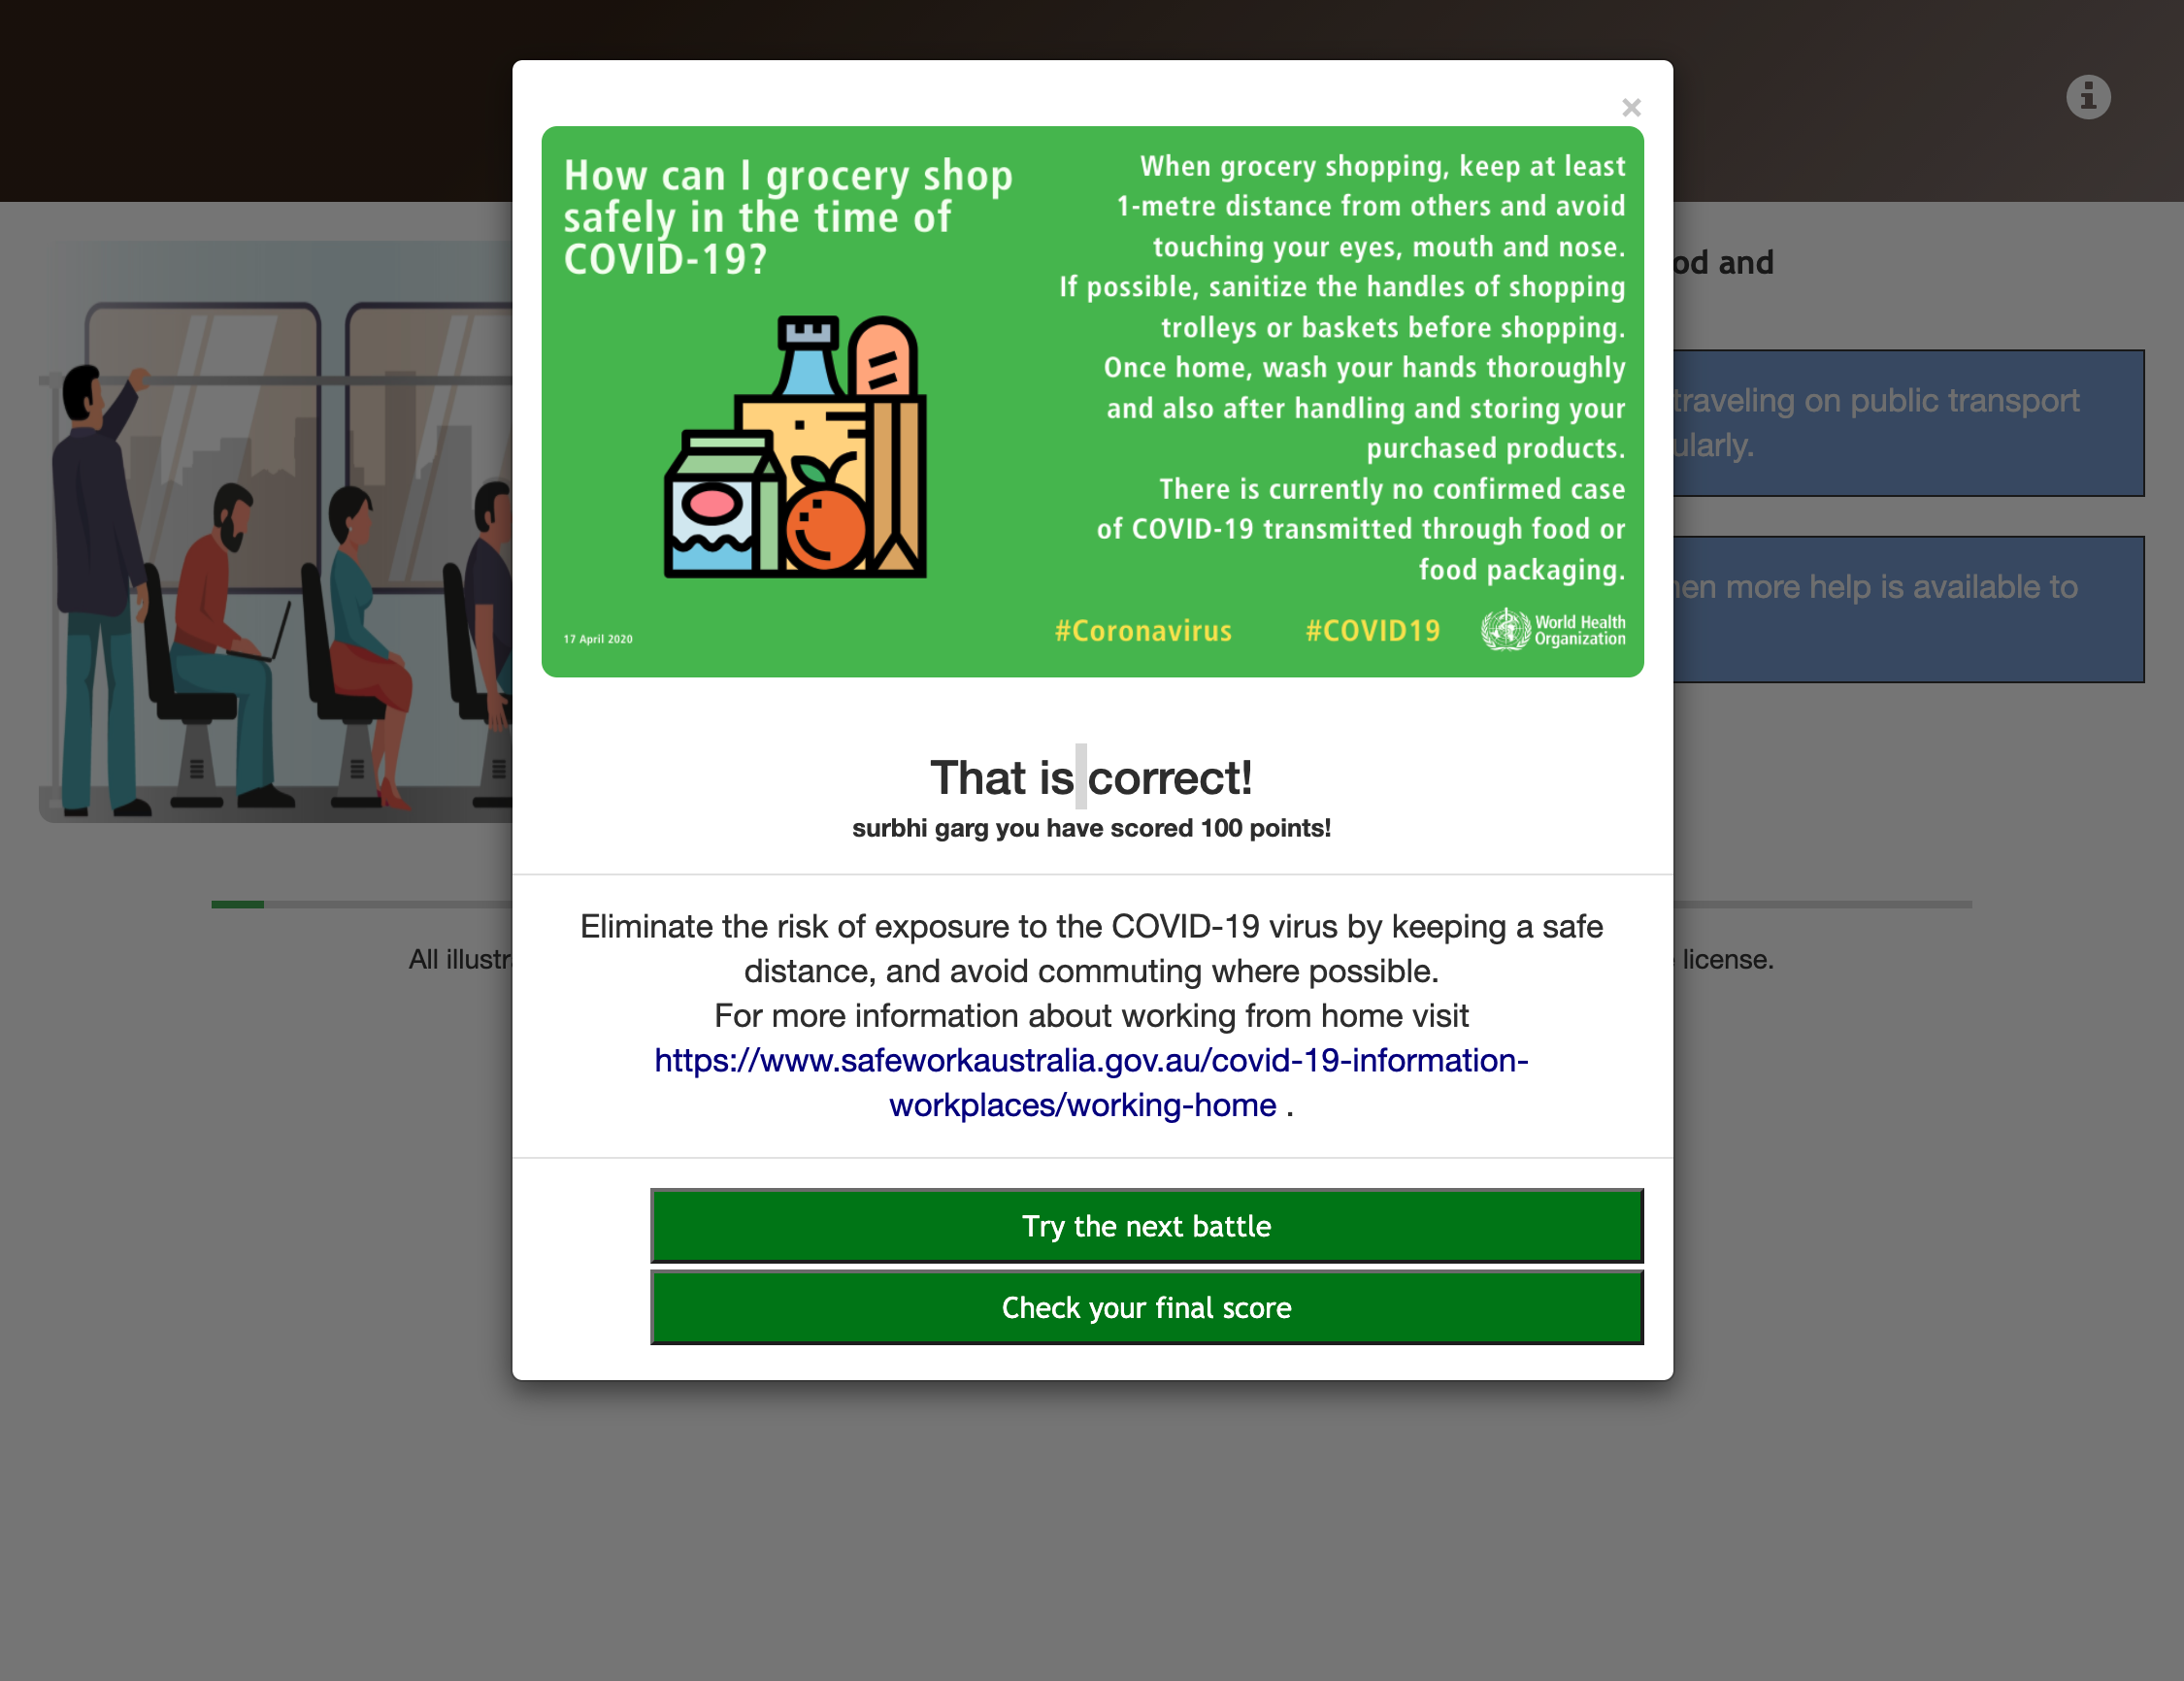 ×
How can I grocery shop
safely in the time of
COVID-19?
When grocery shopping, keep at least
1-metre distance from others and avoid
touching your eyes, mouth and nose.
If possible, sanitize the handles of shopping
trolleys or baskets before shopping.
Once home, wash your hands thoroughly
and also after handling and storing your
purchased products.
There is currently no confirmed case
of COVID-19 transmitted through food or
food packaging.
17 April 2020
#Coronavirus
#COVID19
World Health
Organization
That is correct!
surbhi garg you have scored 100 points!
Eliminate the risk of exposure to the COVID-19 virus by keeping a safe
distance, and avoid commuting where possible.
For more information about working from home visit
https://www.safeworkaustralia.gov.au/covid-19-information-
workplaces/working-home .
Try the next battle
Check your final score
and
traveling on public transport
more help is available to
All
license.